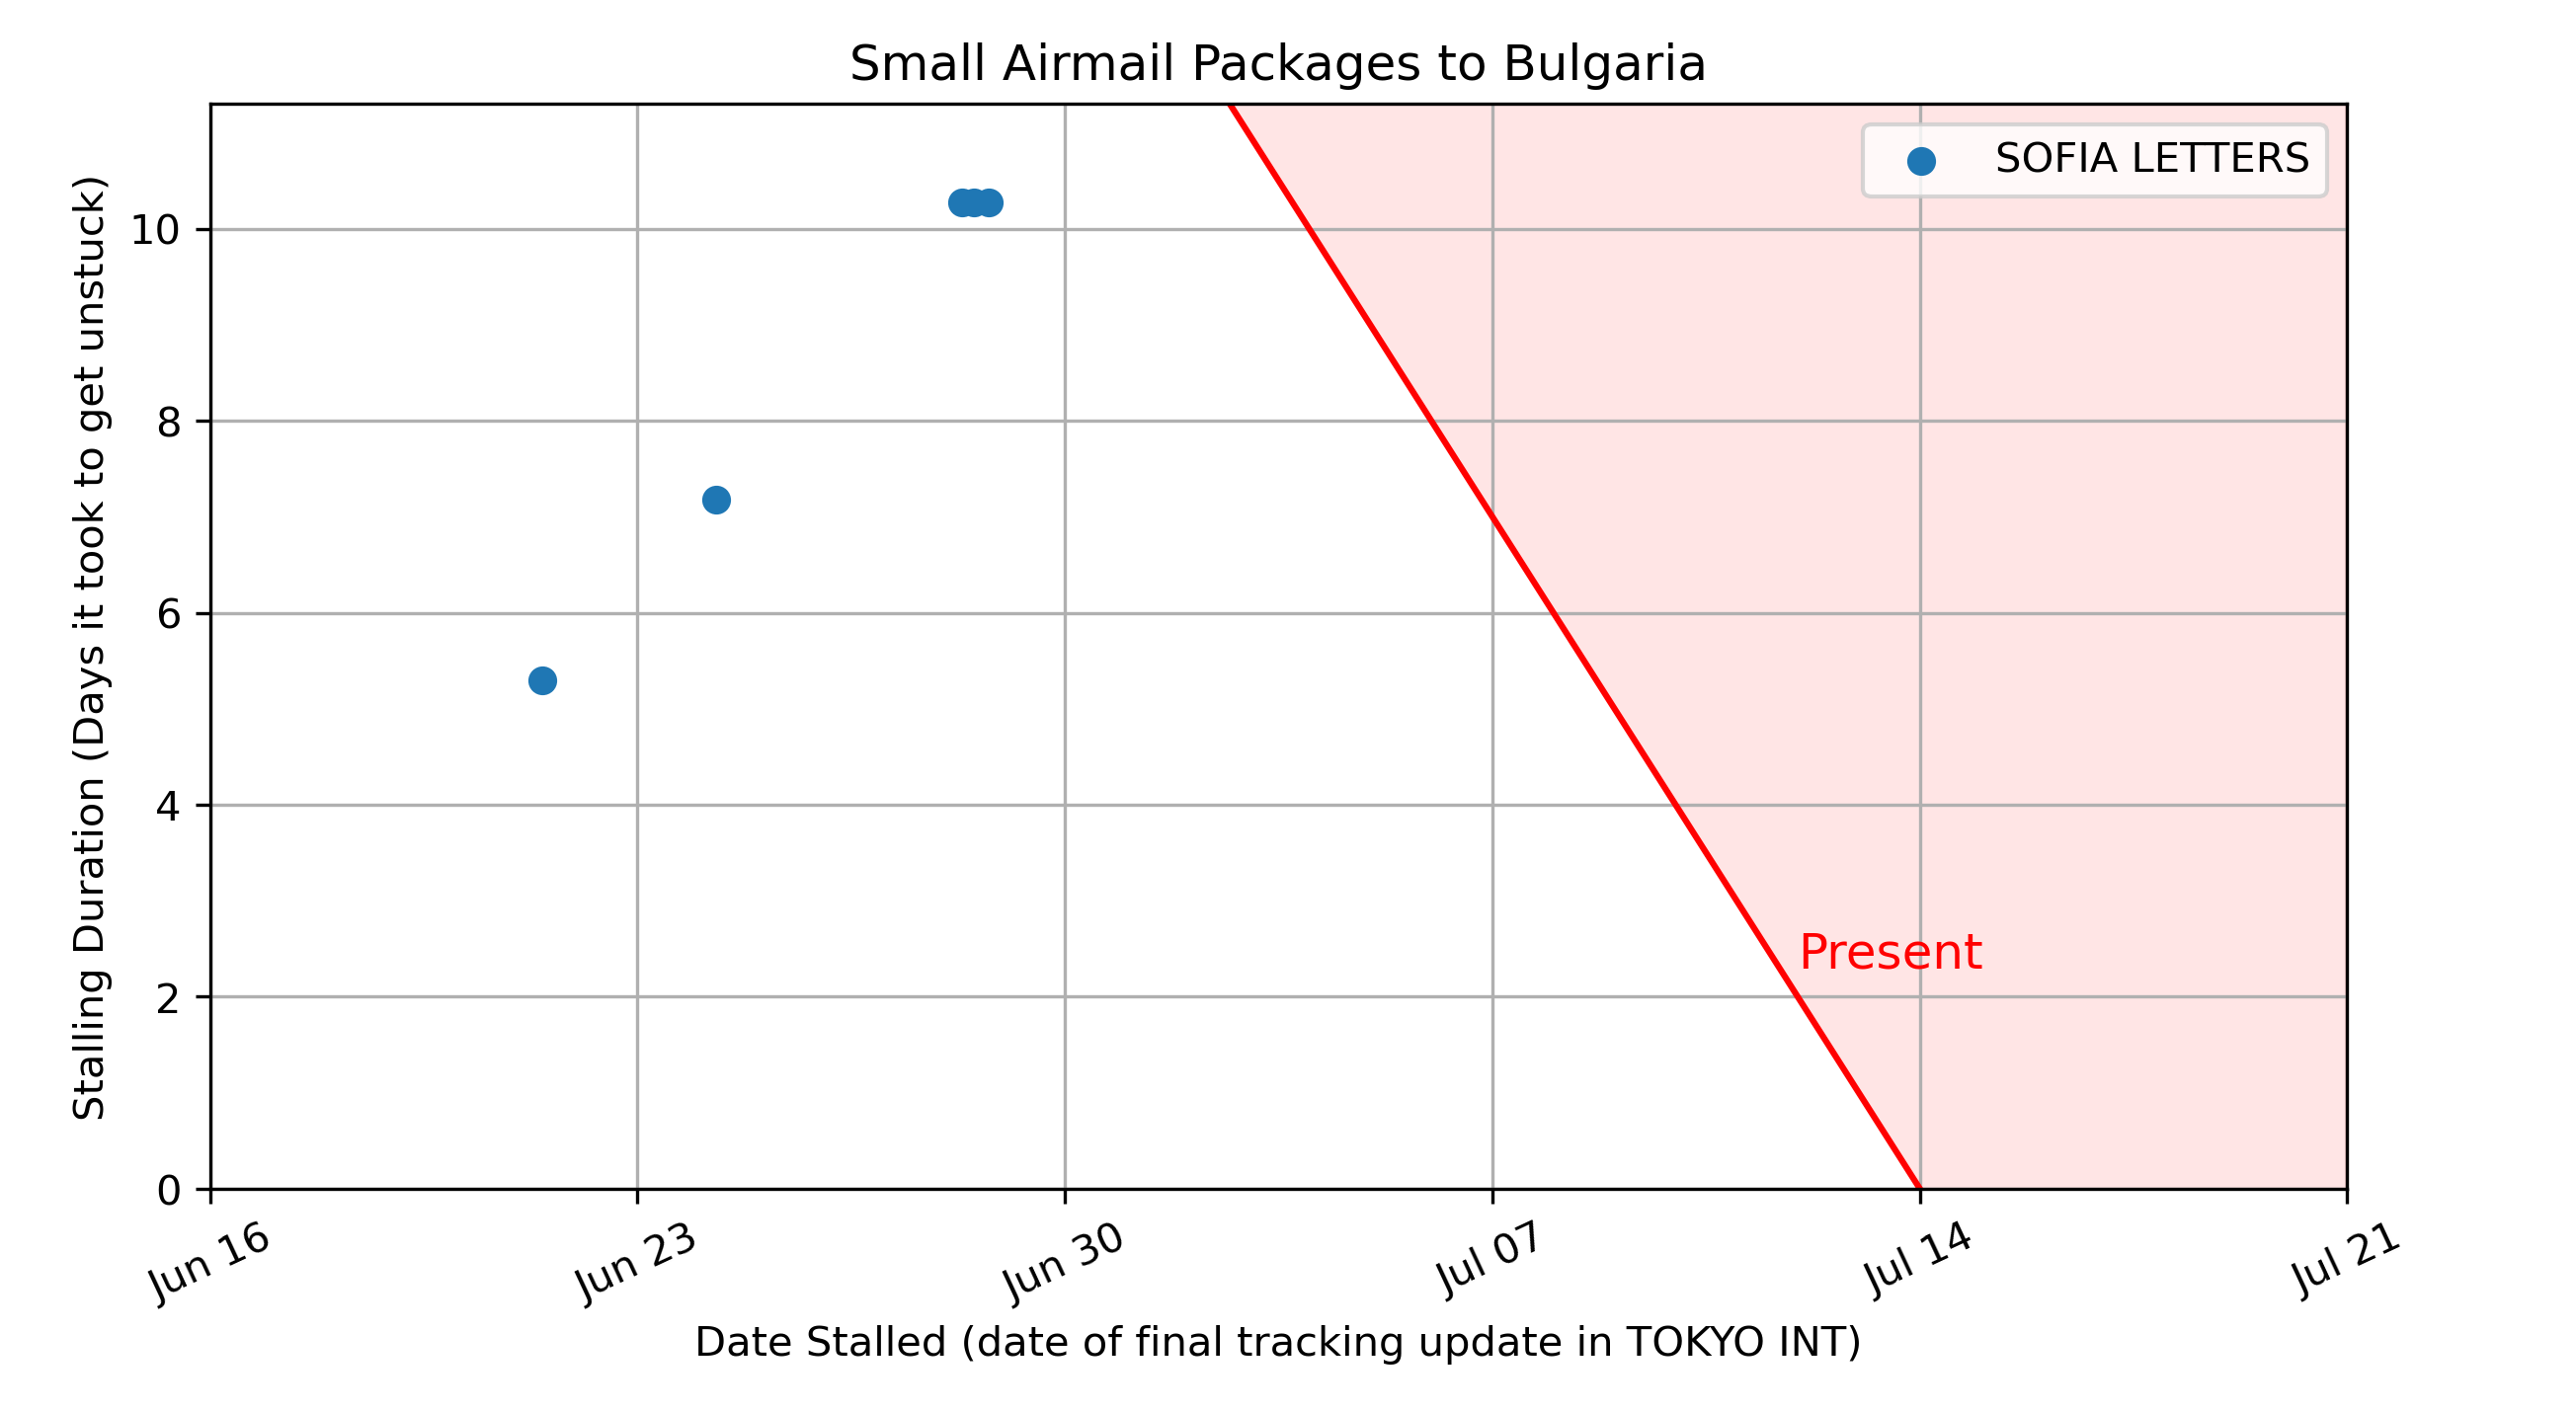 Small Airmail Packages to Bulgaria
SOFIA LETTERS
Stalling Duration (Days it took to get unstuck)
10
8
6
4
2
0
Present
Jun 16
Jun 23
Jun 30
Jul 07
Jul 14
Jul 21
Date Stalled (date of final tracking update in TOKYO INT)